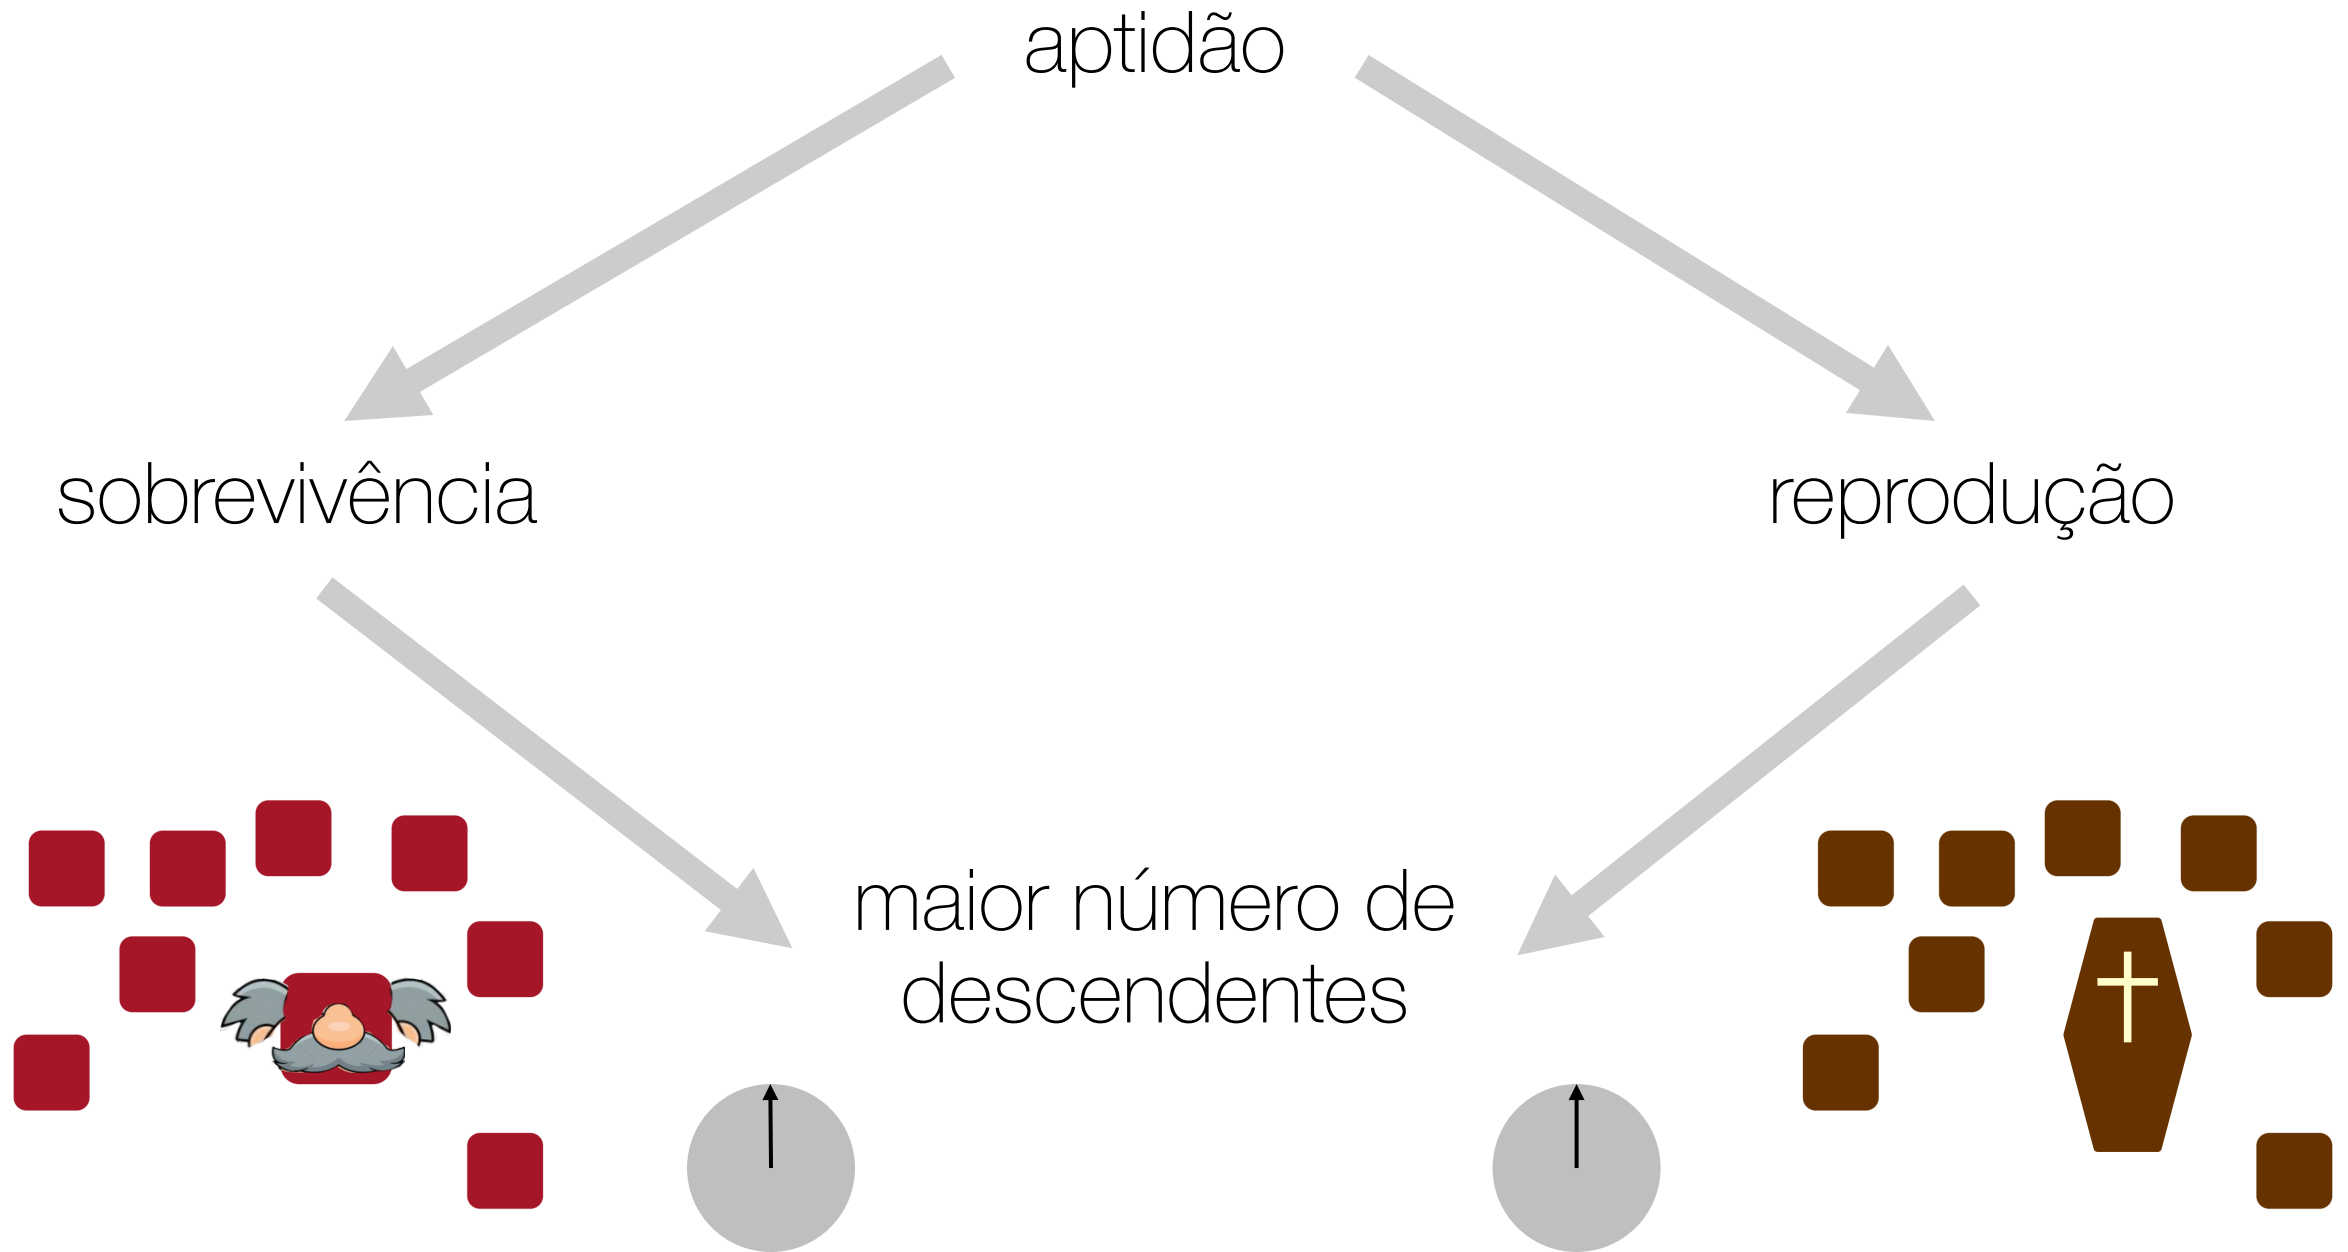 aptidão
sobrevivência
reprodução
maior número de
descendentes